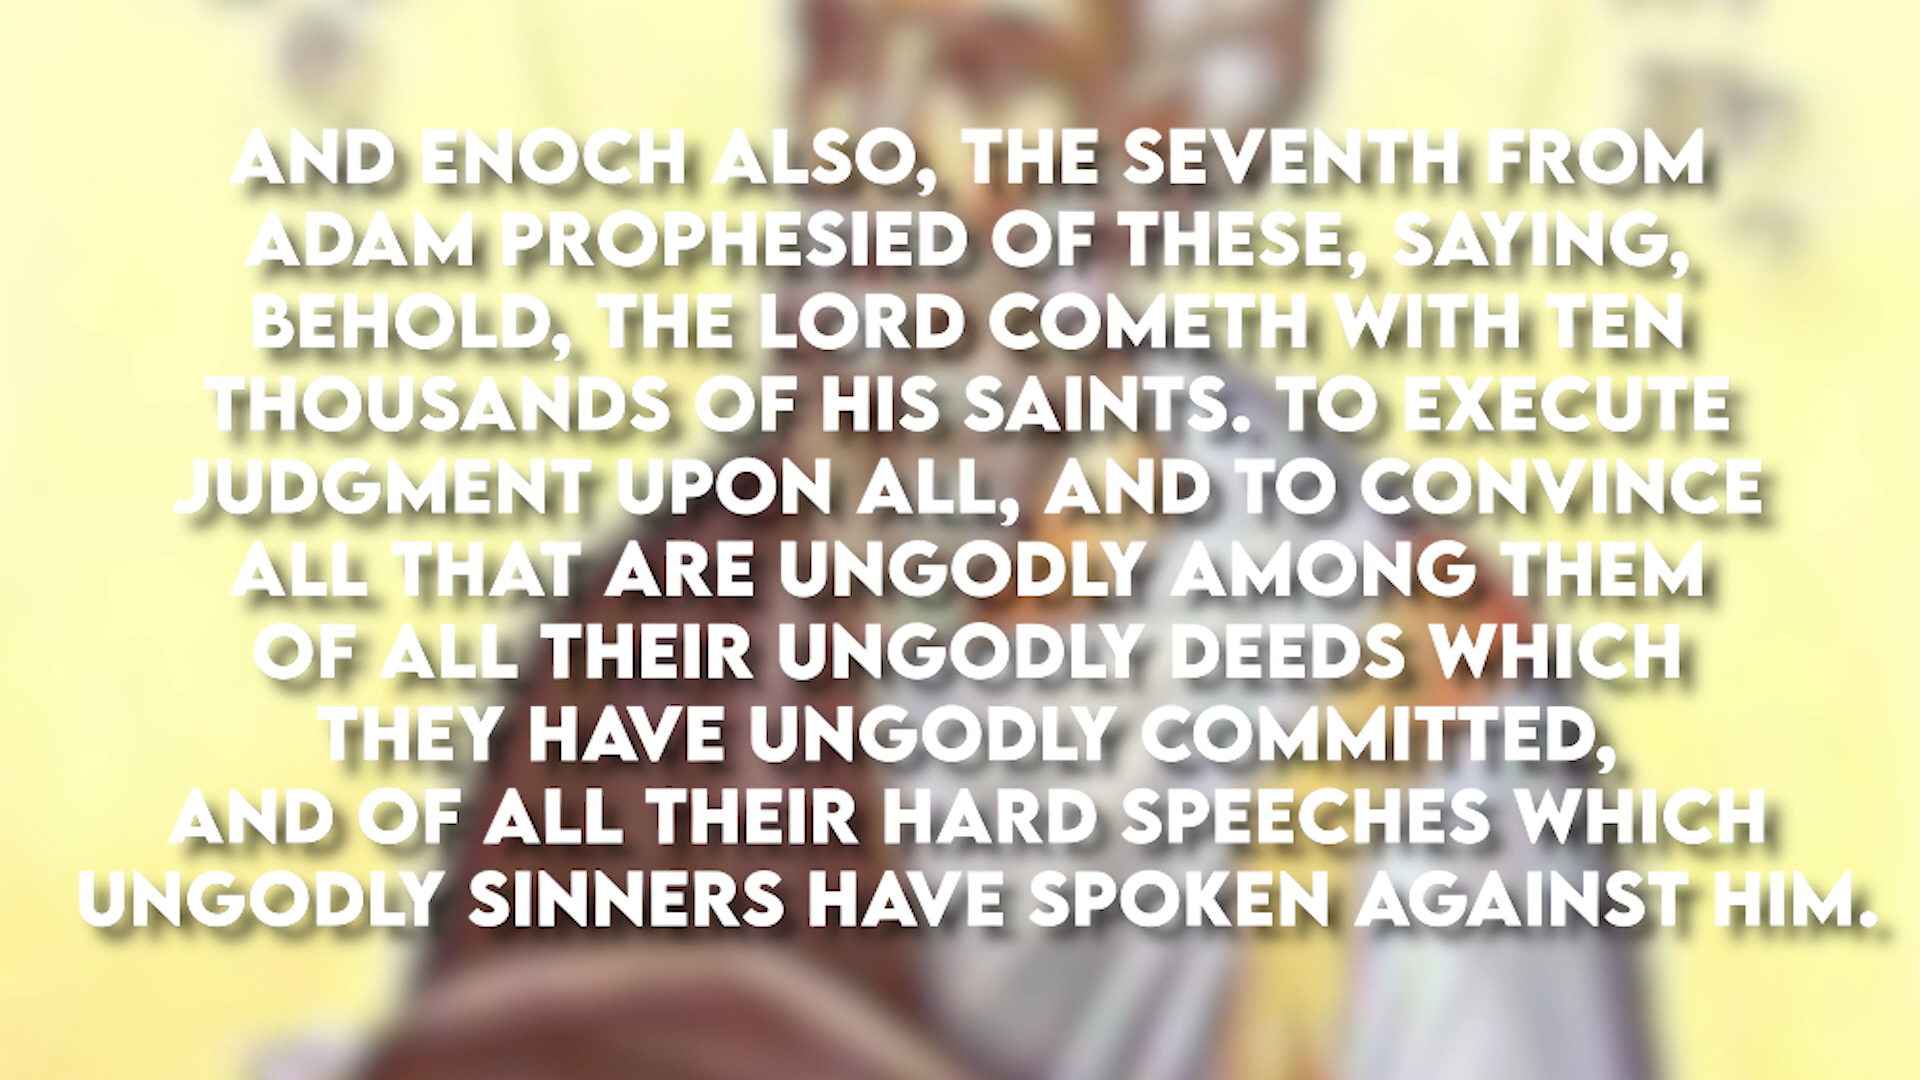 AND ENOCH ALSO, THE SEVENTH FROM
ADAM PROPHESIED OF THESE, SAYING,
BEHOLD, THE LORD COMETH WITH TEN
THOUSANDS OF HIS SAINTS. TO EXECUTE
JUDGMENT UPON ALL, AND TO CONVINCE
ALL THAT ARE UNGODLY AMONG THEM
OF ALL THEIR UNGODLY DEEDS WHICH
THEY HAVE UNGODLY COMMITTED,
AND OF ALL THEIR HARD SPEECHES WHICH
UNGODLY SINNERS HAVE SPOKEN AGAINST HIM.